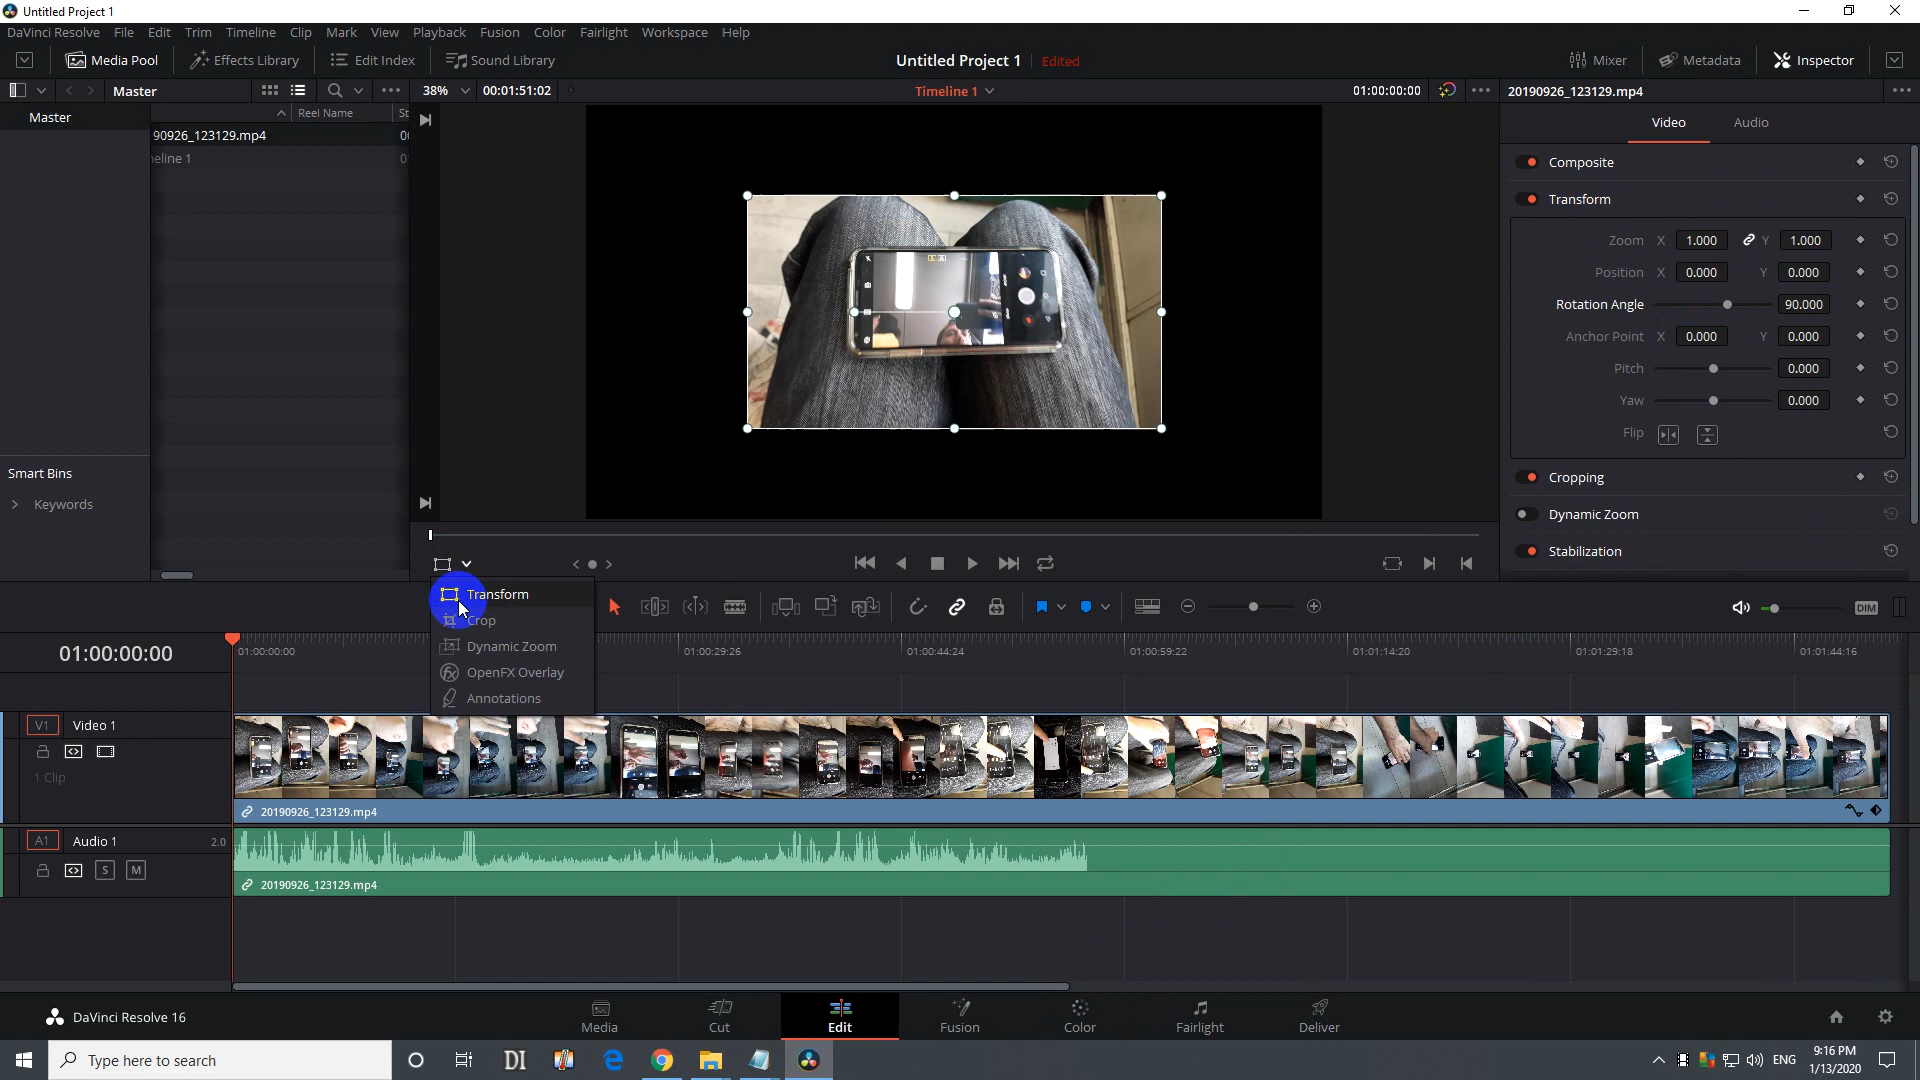 Untitled Project 1
DaVinci Resolve File Edit Trim Timeline Clip Mark View Playback Fusion Color Fairlight Workspace Help
Media Pool Effects Library Edit Index Sound Library Untitled Project 1 Edited Mixer Metadata Inspector
Master 38% 00:01:51:02 Timeline 1 01:00:00:00 20190926_123129.mp4
Master Reel Name St
90926_123129.mp4 00
eline 1 0
Video Audio
Composite
Transform
Zoom X 1.000 Y 1.000
Position X 0.000 Y 0.000
Rotation Angle 90.000
Anchor Point X 0.000 Y 0.000
Pitch 0.000
Yaw 0.000
Flip
Cropping
Dynamic Zoom
Stabilization
Smart Bins
Keywords
Transform
Crop
Dynamic Zoom
OpenFX Overlay
Annotations
DIM
01:00:00:00
01:00:00:00 01:00:29:26 01:00:44:24 01:00:59:22 01:01:14:20 01:01:29:18 01:01:44:16
V1 Video 1
1 Clip
20190926_123129.mp4
A1 Audio 1 2.0
S M
20190926_123129.mp4
DaVinci Resolve 16
Media Cut Edit Fusion Color Fairlight Deliver
Type here to search
DI
ENG
9:16 PM
1/13/2020